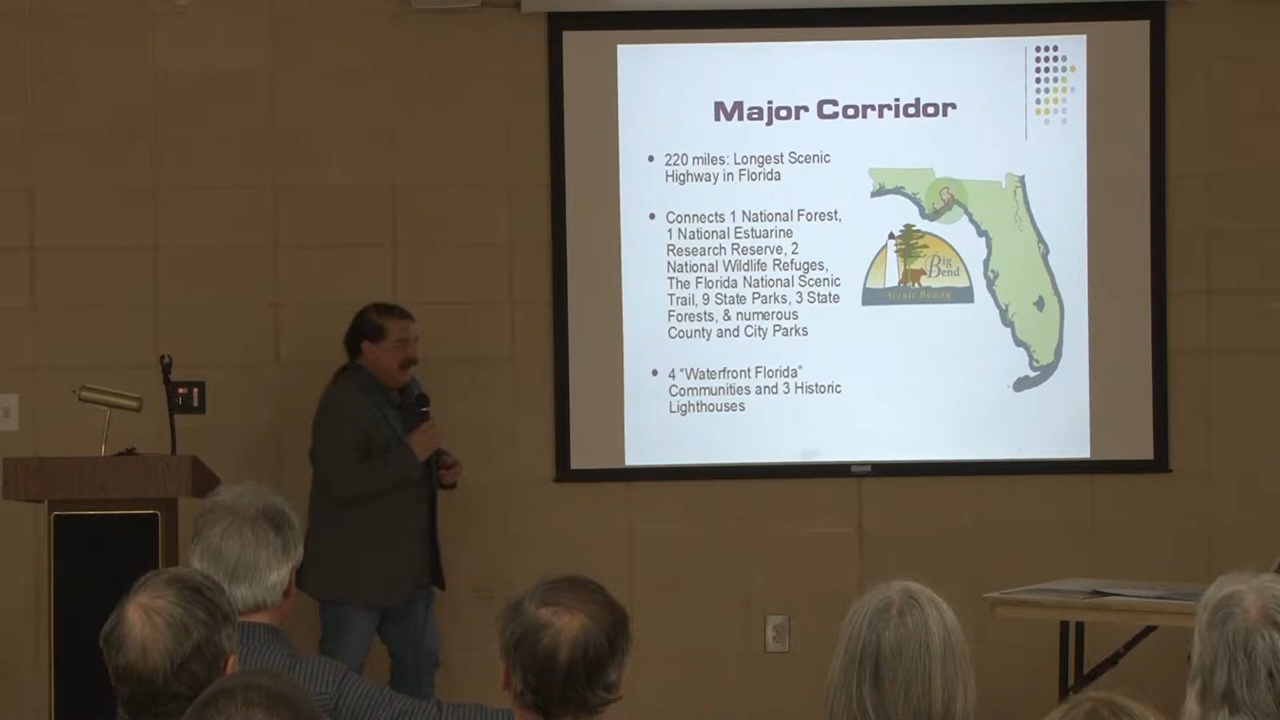 Major Corridor
220 miles: Longest Scenic
Highway in Florida
Connects 1 National Forest,
1 National Estuarine
Research Reserve, 2
National Wildlife Refuges,
The Florida National Scenic
Trail, 9 State Parks, 3 State
Forests, & numerous
County and City Parks
4 “Waterfront Florida”
Communities and 3 Historic
Lighthouses
Big
Bend
Scenic Byway